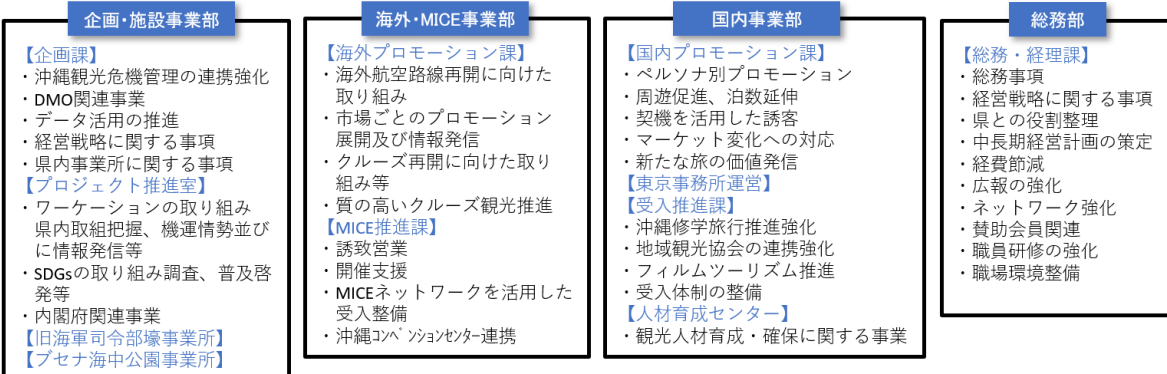 企画・施設事業部
【企画課】
・沖縄観光危機管理の連携強化
・DMO関連事業
・データ活用の推進
・経営戦略に関する事項
・県内事業所に関する事項
【プロジェクト推進室】
・ワーケーションの取り組み
県内取組把握、機運情勢並び
に情報発信等
・SDGsの取り組み調査、普及啓
発等
・内閣府関連事業
【旧海軍司令部壕事業所】
【ブセナ海中公園事業所】
海外・MICE事業部
【海外プロモーション課】
・海外航空路線再開に向けた
取り組み
・市場ごとのプロモーション
展開及び情報発信
・クルーズ再開に向けた取り
組み等
・質の高いクルーズ観光推進
【MICE推進課】
・誘致営業
・開催支援
・MICEネットワークを活用した
受入整備
・沖縄ｺﾝﾍﾞﾝｼｮﾝｾﾝﾀｰ連携
国内事業部
【国内プロモーション課】
・ペルソナ別プロモーション
・周遊促進、泊数延伸
・契機を活用した誘客
・マーケット変化への対応
・新たな旅の価値発信
【東京事務所運営】
【受入推進課】
・沖縄修学旅行推進強化
・地域観光協会の連携強化
・フィルムツーリズム推進
・受入体制の整備
【人材育成センター】
・観光人材育成・確保に関する事業
総務部
【総務・経理課】
・総務事項
・経営戦略に関する事項
・県との役割整理
・中長期経営計画の策定
・経費節減
・広報の強化
・ネットワーク強化
・賛助会員関連
・職員研修の強化
・職場環境整備